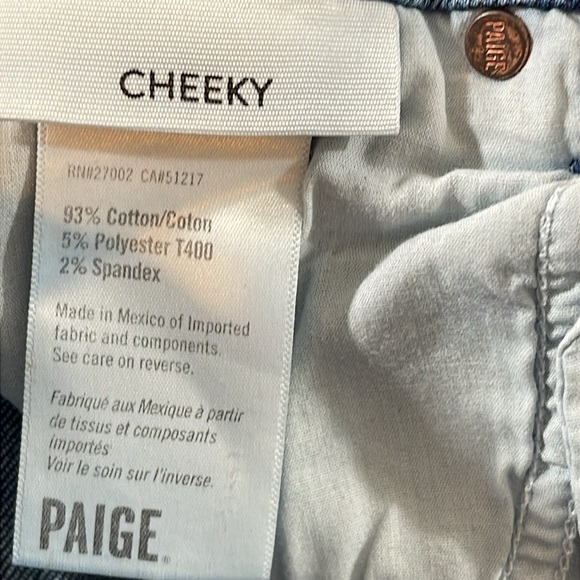 CHEEKY
PAIGE
RN#27002 CA#51217
93% Cotton/Coton
5% Polyester T400
2% Spandex
Made in Mexico of Imported
fabric and components.
See care on reverse.
Fabriqué aux Mexique à partir
de tissus et composants
importés
Voir le soin sur l'inverse.
PAIGE